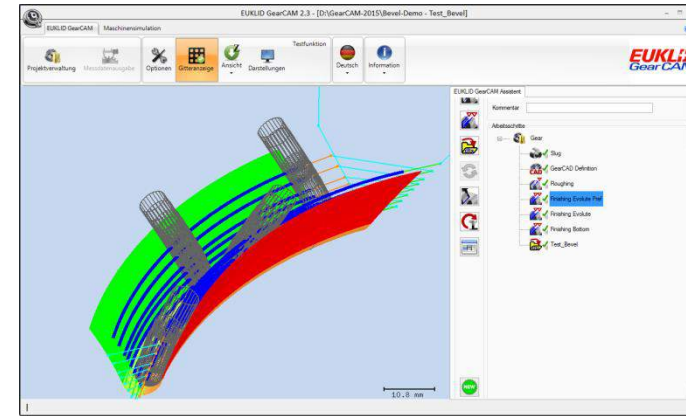 EUKLID GearCAM 2.3 - [D:\GearCAM-2015\Bevel-Demo - Test_Bevel]
EUKLID GearCAM
Maschinensimulation
Projektverwaltung
Messdatenausgabe
Optionen
Gitteranzeige
Ansicht
Darstellungen
Testfunktion
Deutsch
Information
EUKLID
GearCAM
EUKLID GearCAM Assistent
Kommentar
Arbeitsschritte
Gear
Slug
GearCAD Definition
Roughing
Finishing Evolute Pref
Finishing Evolute
Finishing Bottom
Test_Bevel
NEW
10.8 mm